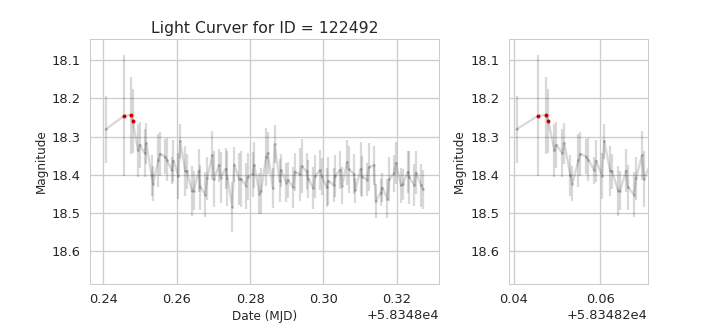 Light Curver for ID = 122492
Magnitude
18.1
18.2
18.3
18.4
18.5
18.6
0.24 0.26 0.28 0.30 0.32
Date (MJD)
+5.8348e4
Magnitude
18.1
18.2
18.3
18.4
18.5
18.6
0.04 0.06
+5.83482e4